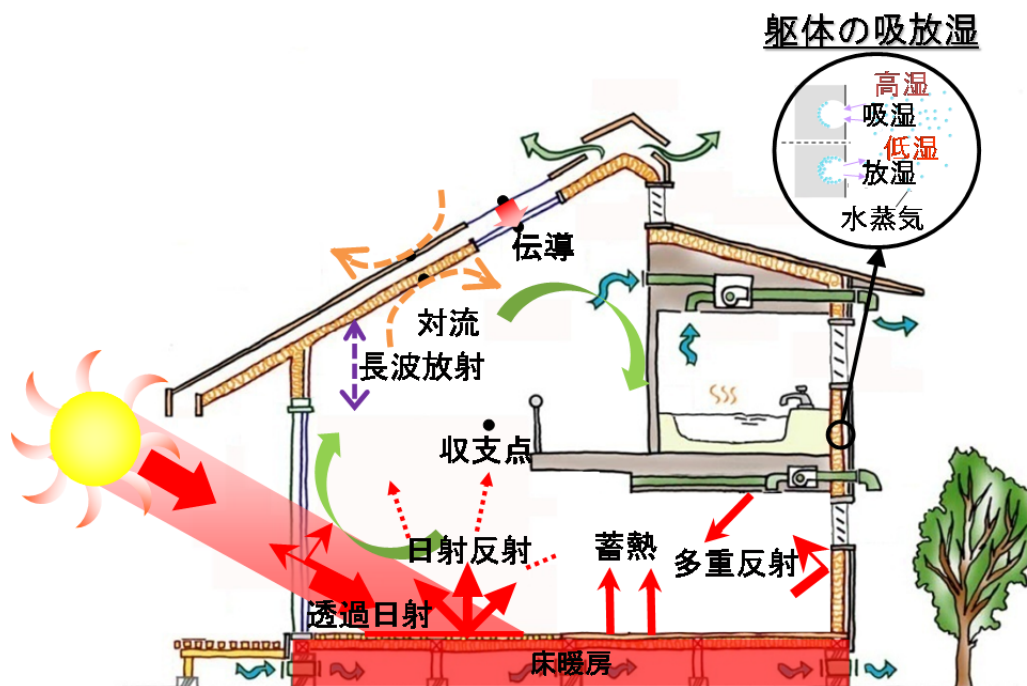 躯体の吸放湿
高湿
吸湿
低湿
放湿
水蒸気
伝導
対流
長波放射
収支点
日射反射
蓄熱
多重反射
透過日射
床暖房